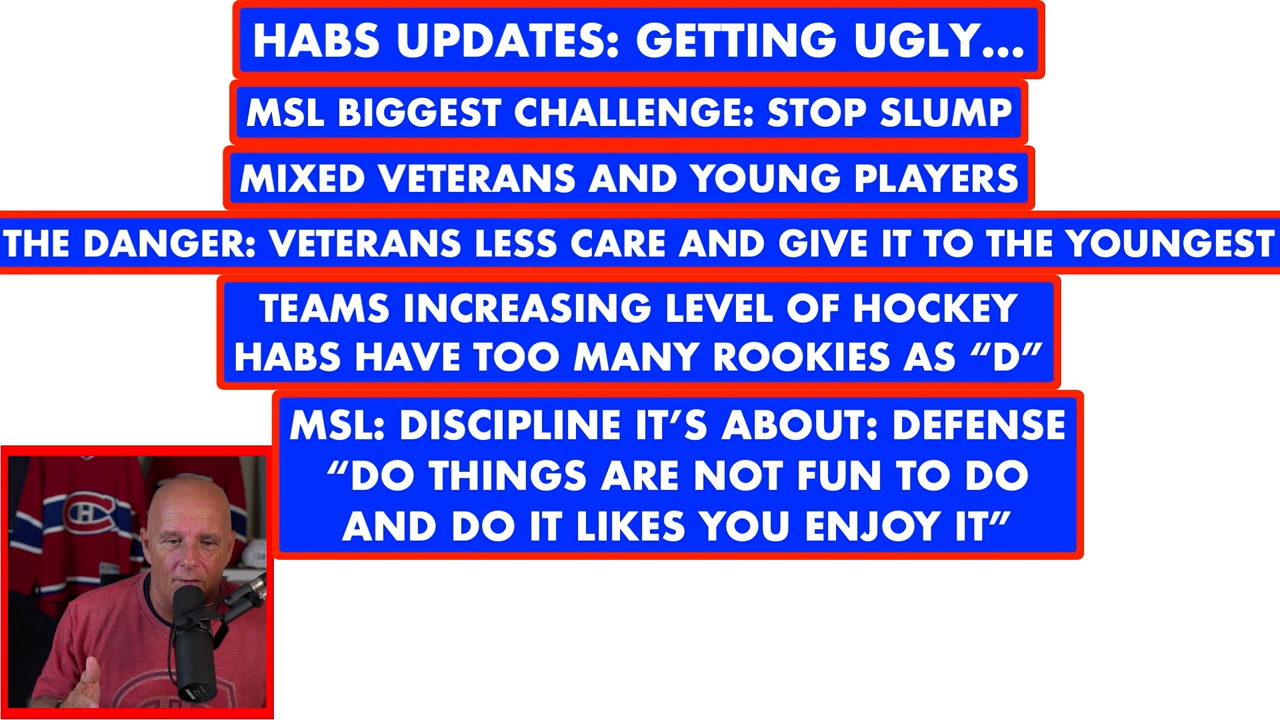 HABS UPDATES: GETTING UGLY...
MSL BIGGEST CHALLENGE: STOP SLUMP
MIXED VETERANS AND YOUNG PLAYERS
THE DANGER: VETERANS LESS CARE AND GIVE IT TO THE YOUNGEST
TEAMS INCREASING LEVEL OF HOCKEY
HABS HAVE TOO MANY ROOKIES AS “D”
MSL: DISCIPLINE IT’S ABOUT: DEFENSE
“DO THINGS ARE NOT FUN TO DO
AND DO IT LIKES YOU ENJOY IT”